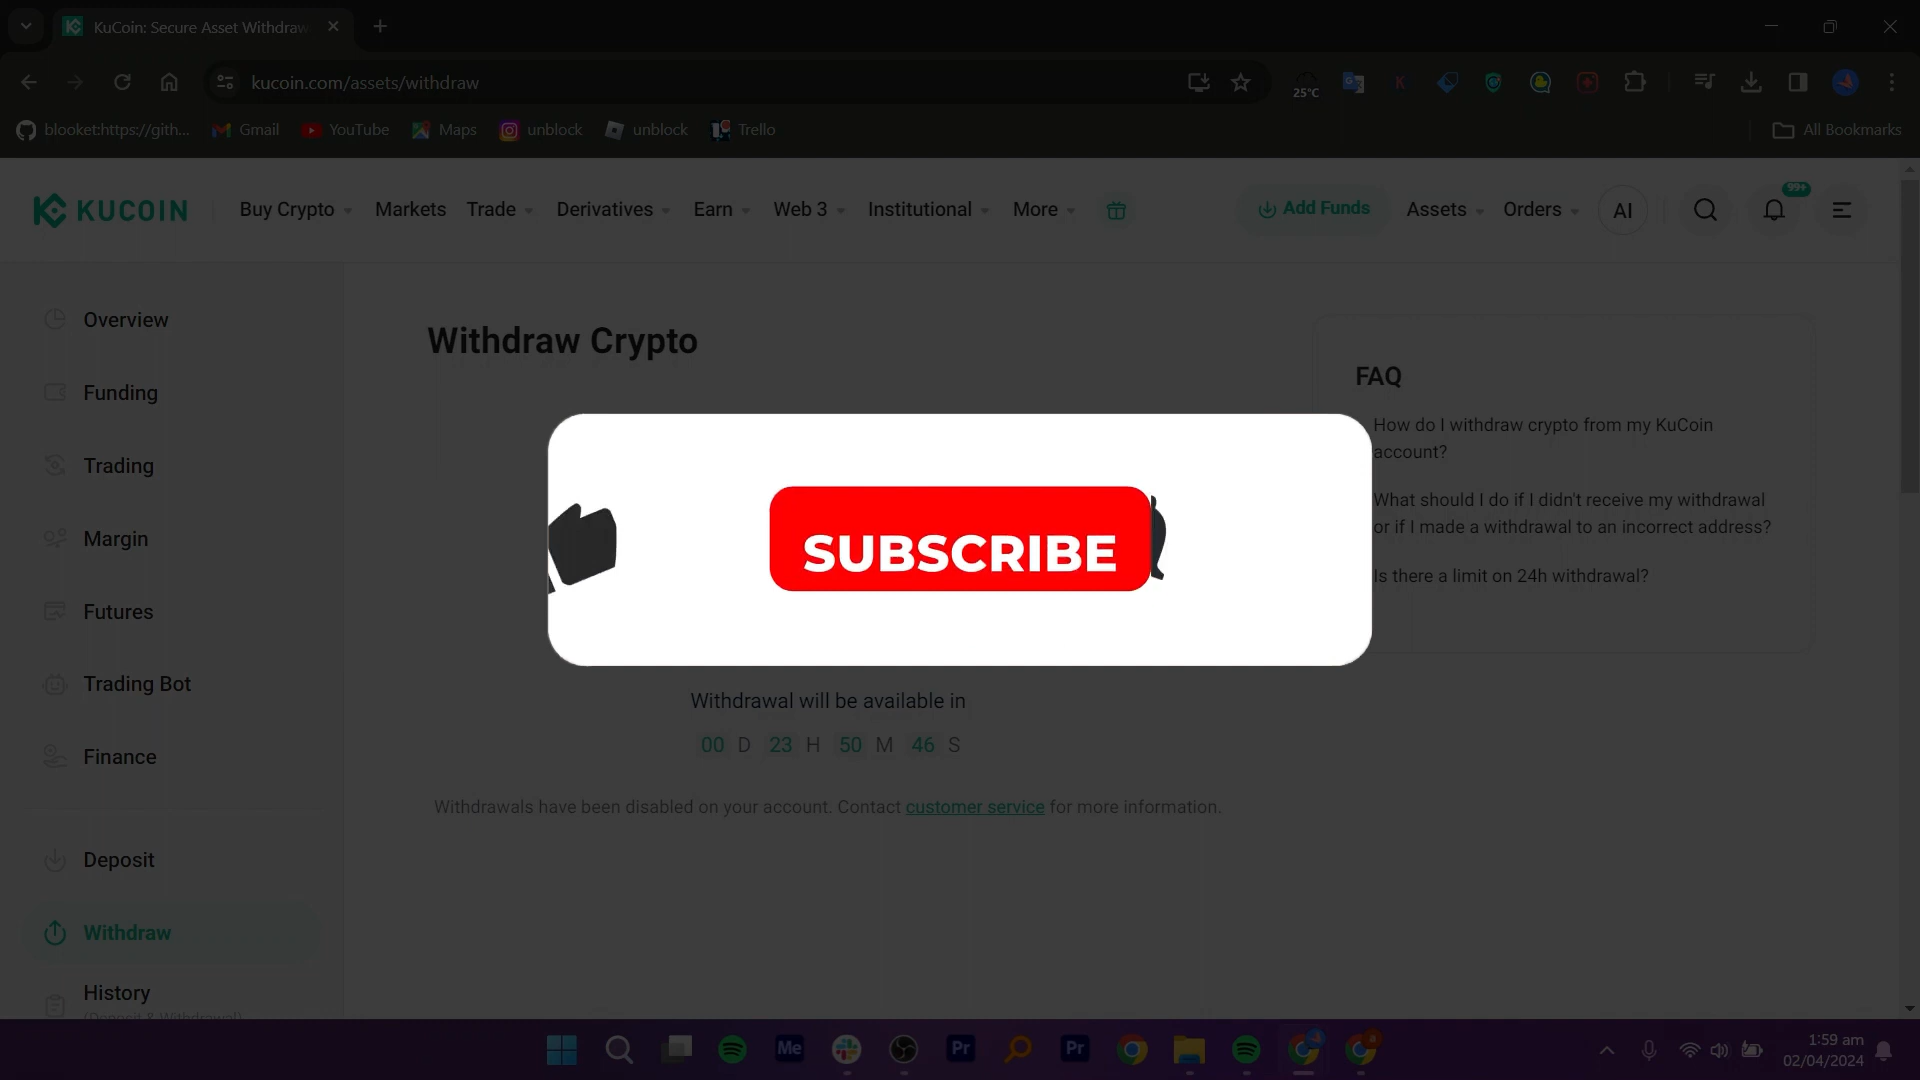 KuCoin: Secure Asset Withdraw
kucoin.com/assets/withdraw
25°C
blooket:https://gith...
Gmail
YouTube
Maps
unblock
unblock
Trello
All Bookmarks
KUCOIN
Buy Crypto
Markets
Trade
Derivatives
Earn
Web 3
Institutional
More
Add Funds
Assets
Orders
AI
99+
Overview
Funding
Trading
Margin
Futures
Trading Bot
Finance
Deposit
Withdraw
History
(Deposit & Withdrawal)
Withdraw Crypto
SUBSCRIBE
Withdrawal will be available in
00 D 23 H 50 M 46 S
Withdrawals have been disabled on your account. Contact customer service for more information.
FAQ
How do I withdraw crypto from my KuCoin
account?
What should I do if I didn't receive my withdrawal
or if I made a withdrawal to an incorrect address?
Is there a limit on 24h withdrawal?
Me
Pr
Pr
1:59 am
02/04/2024